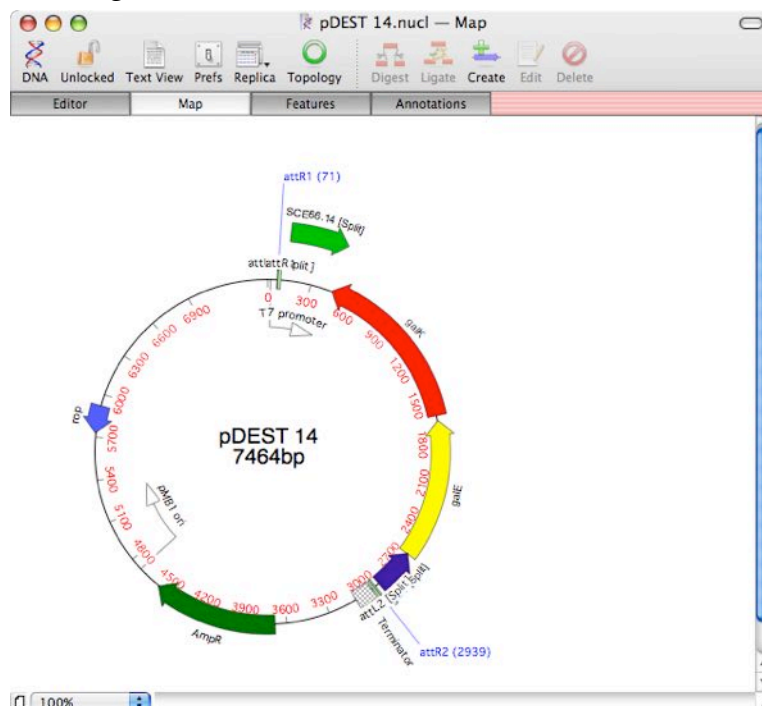 pDEST 14.nucl — Map
DNA Unlocked Text View Prefs Replica Topology Digest Ligate Create Edit Delete
Editor Map Features Annotations
attR1 (71)
SCE66.14 [Split]
0
300
600
900
1200
1500
1800
2100
2400
2700
3000
3300
3600
3900
4200
4500
4800
5100
5400
5700
6000
6300
6600
6900
T7 promoter
galK
galE
pDEST 14
7464bp
rop
pMB1 ori
AmpR
attL2 [Split]
Terminator
attR2 (2939)
100%